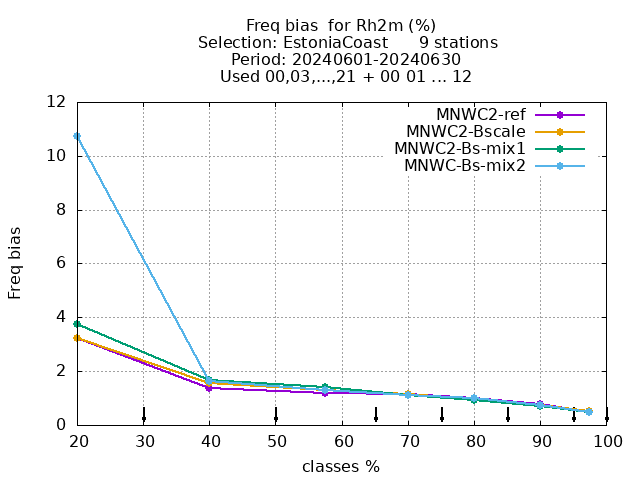 Freq bias  for Rh2m (%)
Selection: EstoniaCoast      9 stations
Period: 20240601-20240630
Used 00,03,...,21 + 00 01 ... 12
MNWC2-ref
MNWC2-Bscale
MNWC2-Bs-mix1
MNWC-Bs-mix2
12
10
8
6
4
2
0
Freq bias
20 30 40 50 60 70 80 90 100
classes %